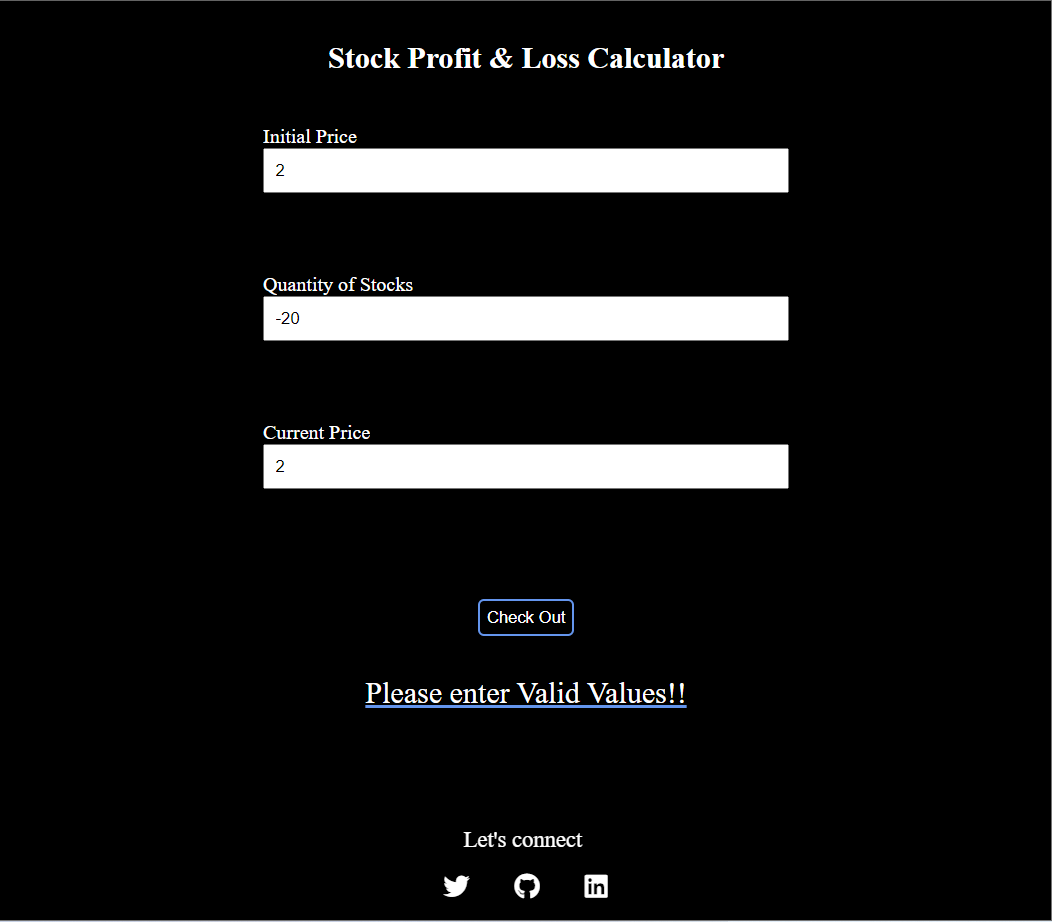 Stock Profit & Loss Calculator
Initial Price
2
Quantity of Stocks
-20
Current Price
2
Check Out
Please enter Valid Values!!
Let's connect
in